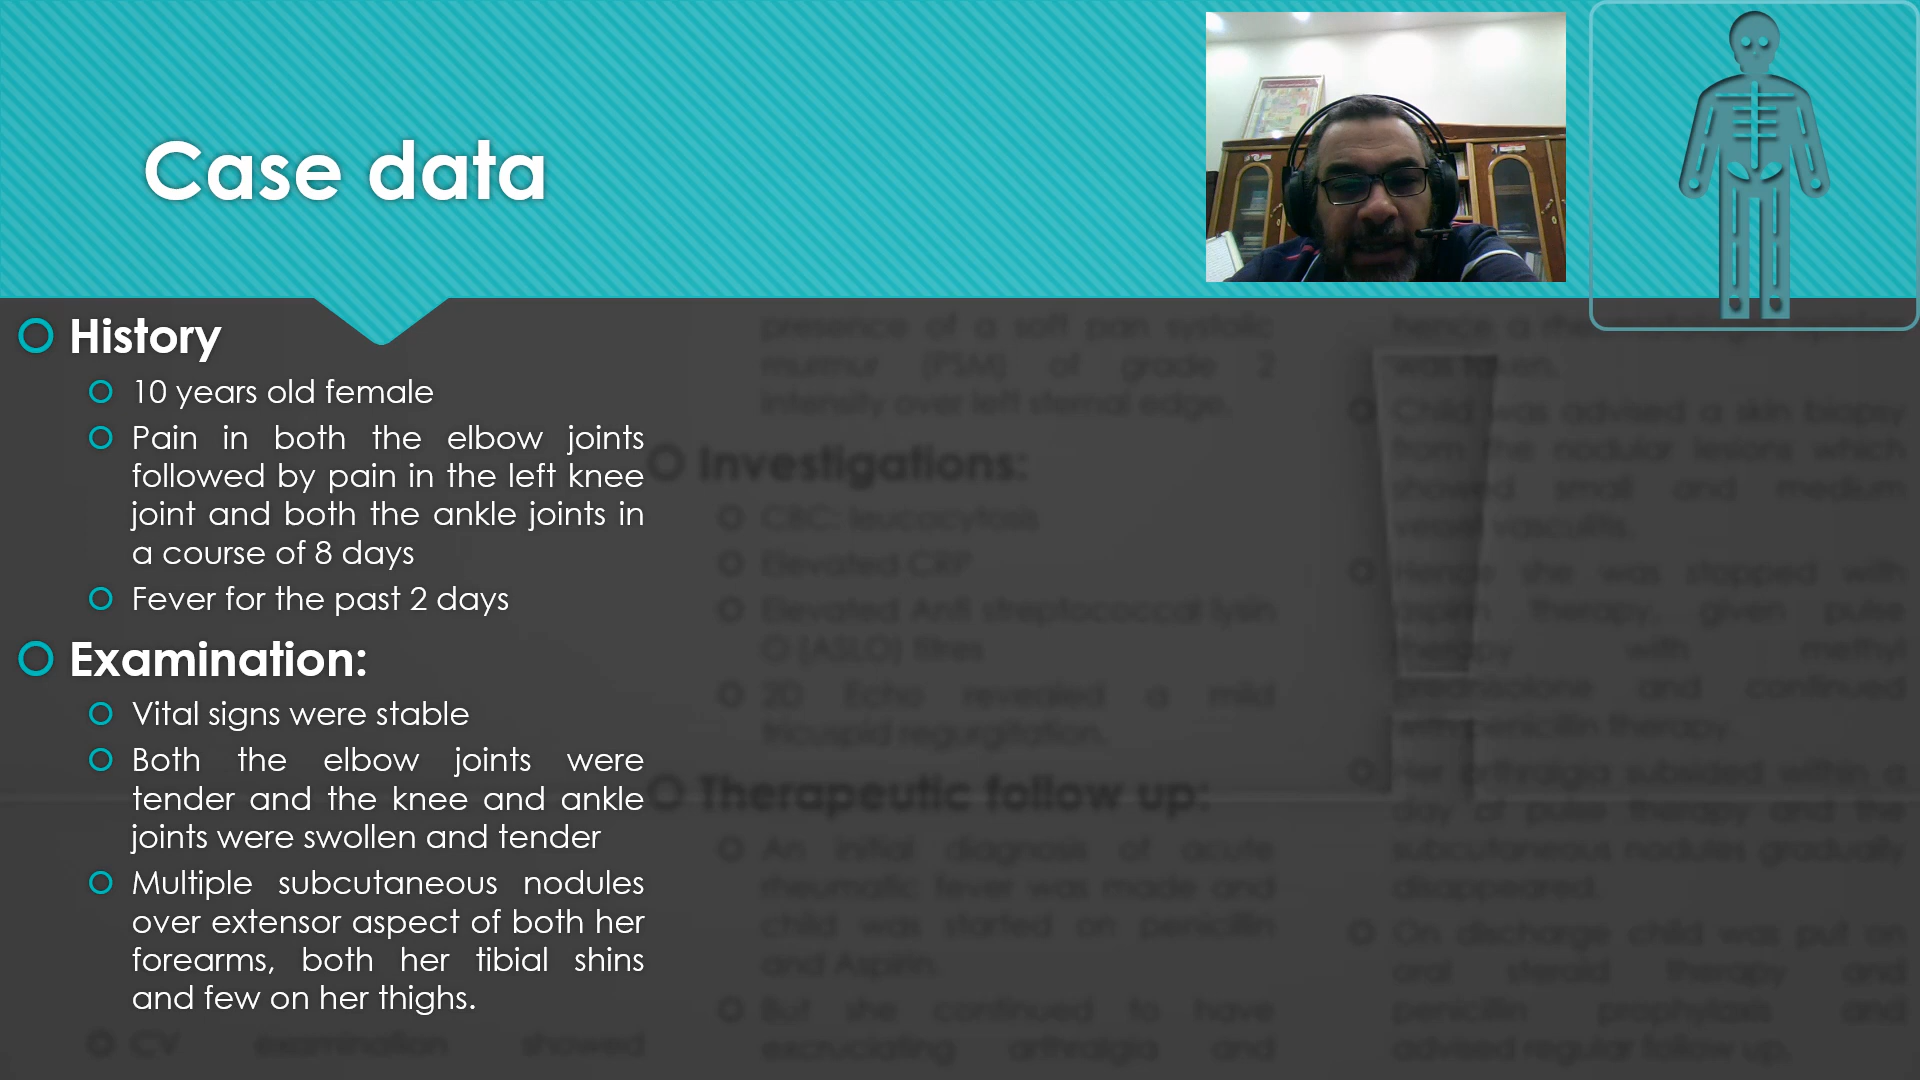 Case data
History
10 years old female
Pain in both the elbow joints
followed by pain in the left knee
joint and both the ankle joints in
a course of 8 days
Fever for the past 2 days
Examination:
Vital signs were stable
Both the elbow joints were
tender and the knee and ankle
joints were swollen and tender
Multiple subcutaneous nodules
over extensor aspect of both her
forearms, both her tibial shins
and few on her thighs.
CV examination showed
presence of a soft pan systolic
murmur (PSM) of grade 2
intensity over left sternal edge.
Investigations:
CBC: leucocytosis
Elevated CRP
Elevated Anti streptococcal lysin
O (ASLO) titres
2D Echo revealed a mild
tricuspid regurgitation.
Therapeutic follow up:
An initial diagnosis of acute
rheumatic fever was made and
child was started on penicillin
and Aspirin.
But she continued to have
excruciating arthralgia and
hence a
was taken.
Child was advised a skin biopsy
from the nodular lesions which
showed small and medium
vessel vasculitis.
Hence she was stopped with
aspirin therapy, given pulse
therapy with methyl
prednisolone and continued
with penicillin therapy.
Her arthralgia subsided within a
day of pulse therapy and the
subcutaneous nodules gradually
disappeared.
On discharge child was put on
oral steroid therapy and
penicillin prophylaxis and
advised regular follow up.